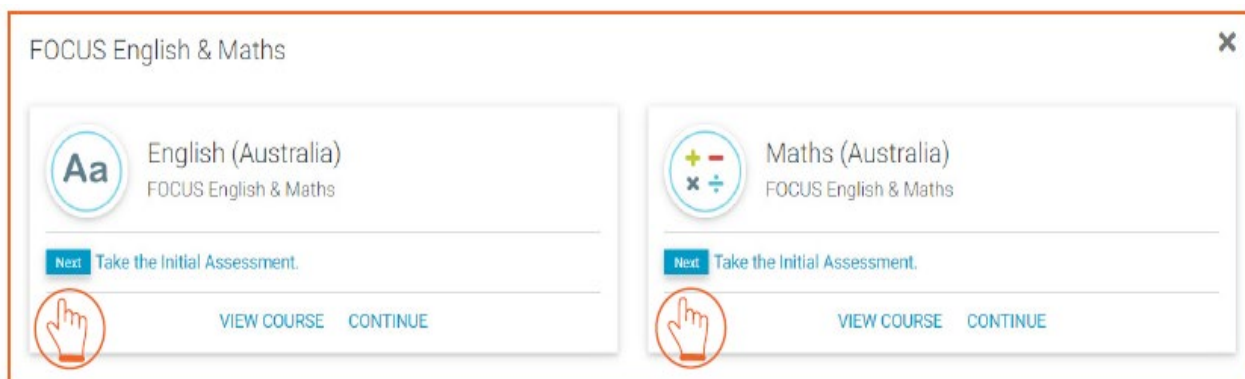 FOCUS English & Maths
Aa
English (Australia)
FOCUS English & Maths
Next Take the Initial Assessment.
VIEW COURSE CONTINUE
Maths (Australia)
FOCUS English & Maths
Next Take the Initial Assessment.
VIEW COURSE CONTINUE